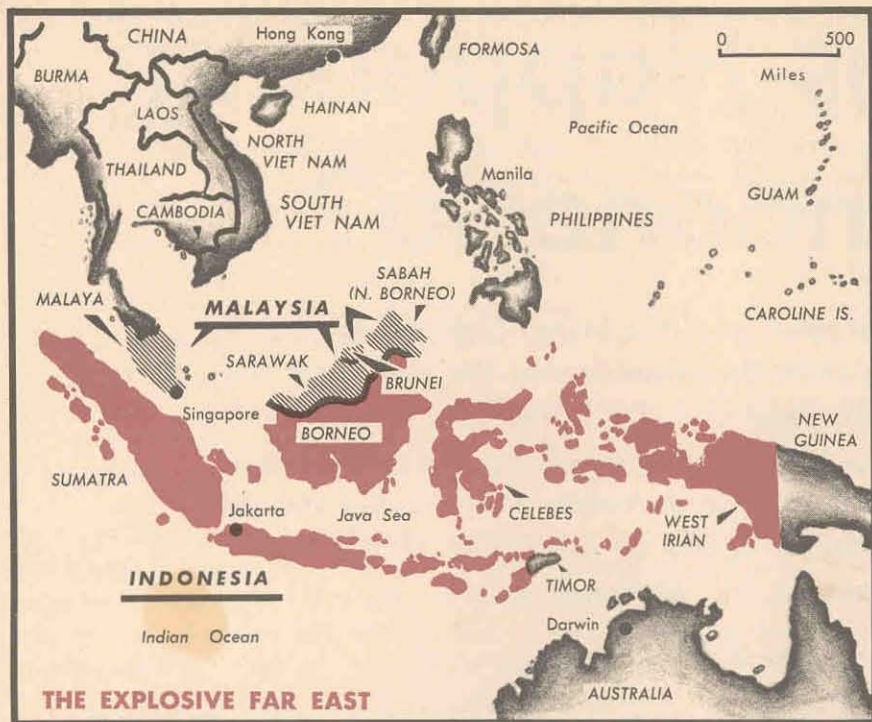 CHINA
Hong Kong
FORMOSA
0 500
Miles
BURMA
LAOS
HAINAN
NORTH
VIET NAM
Pacific Ocean
THAILAND
Manila
GUAM
CAMBODIA
SOUTH
VIET NAM
PHILIPPINES
SABAH
(N. BORNEO)
MALAYA
MALAYSIA
CAROLINE IS.
SARAWAK
BRUNEI
Singapore
BORNEO
NEW
GUINEA
SUMATRA
Jakarta
Java Sea
CELEBES
WEST
IRIAN
INDONESIA
TIMOR
Indian Ocean
Darwin
THE EXPLOSIVE FAR EAST
AUSTRALIA